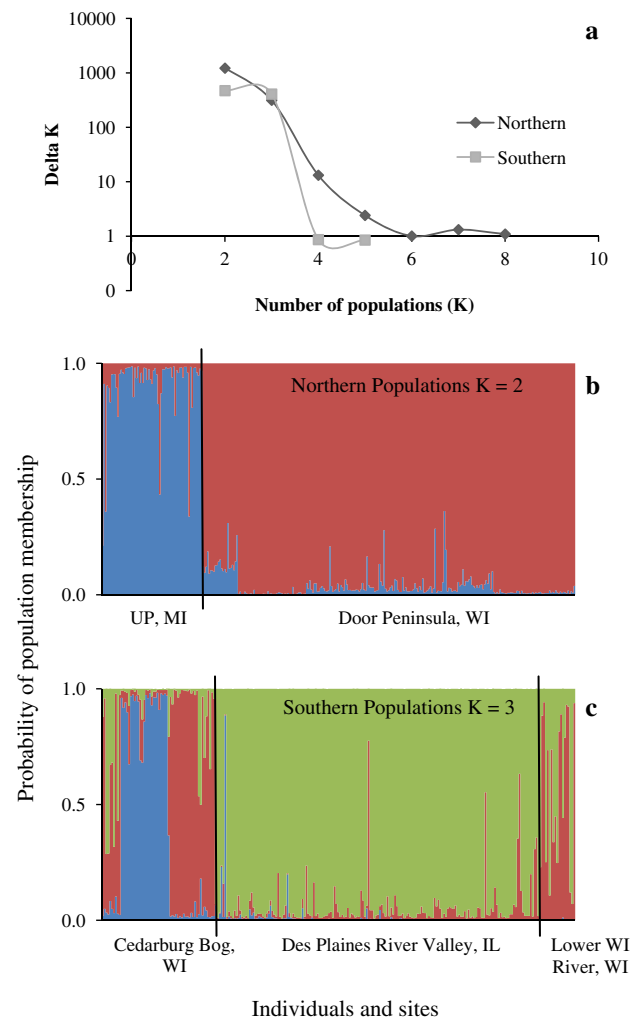 a
10000
1000
100
10
1
0
0
2
4
6
8
10
Delta K
Number of populations (K)
Northern
Southern
b
1.0
0.5
0.0
Northern Populations K = 2
UP, MI
Door Peninsula, WI
Probability of population membership
c
1.0
0.5
0.0
Southern Populations K = 3
Cedarburg Bog,
WI
Des Plaines River Valley, IL
Lower WI
River, WI
Individuals and sites